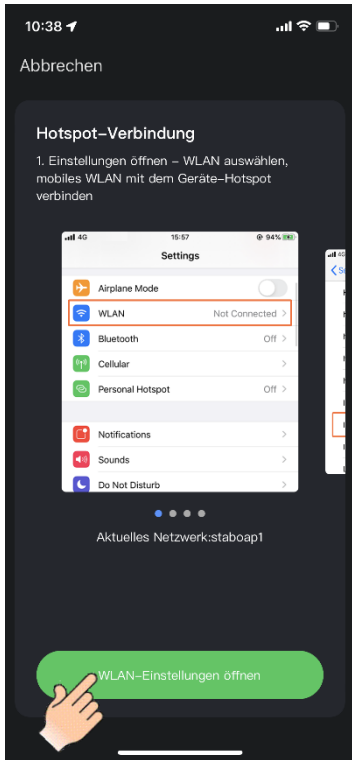 10:38
Abbrechen
Hotspot-Verbindung
1. Einstellungen öffnen – WLAN auswählen,
mobiles WLAN mit dem Geräte-Hotspot
verbinden
4G 15:57 94%
Settings
Airplane Mode
WLAN Not Connected
Bluetooth Off
Cellular
Personal Hotspot Off
Notifications
Sounds
Do Not Disturb
Aktuelles Netzwerk:staboap1
WLAN-Einstellungen öffnen